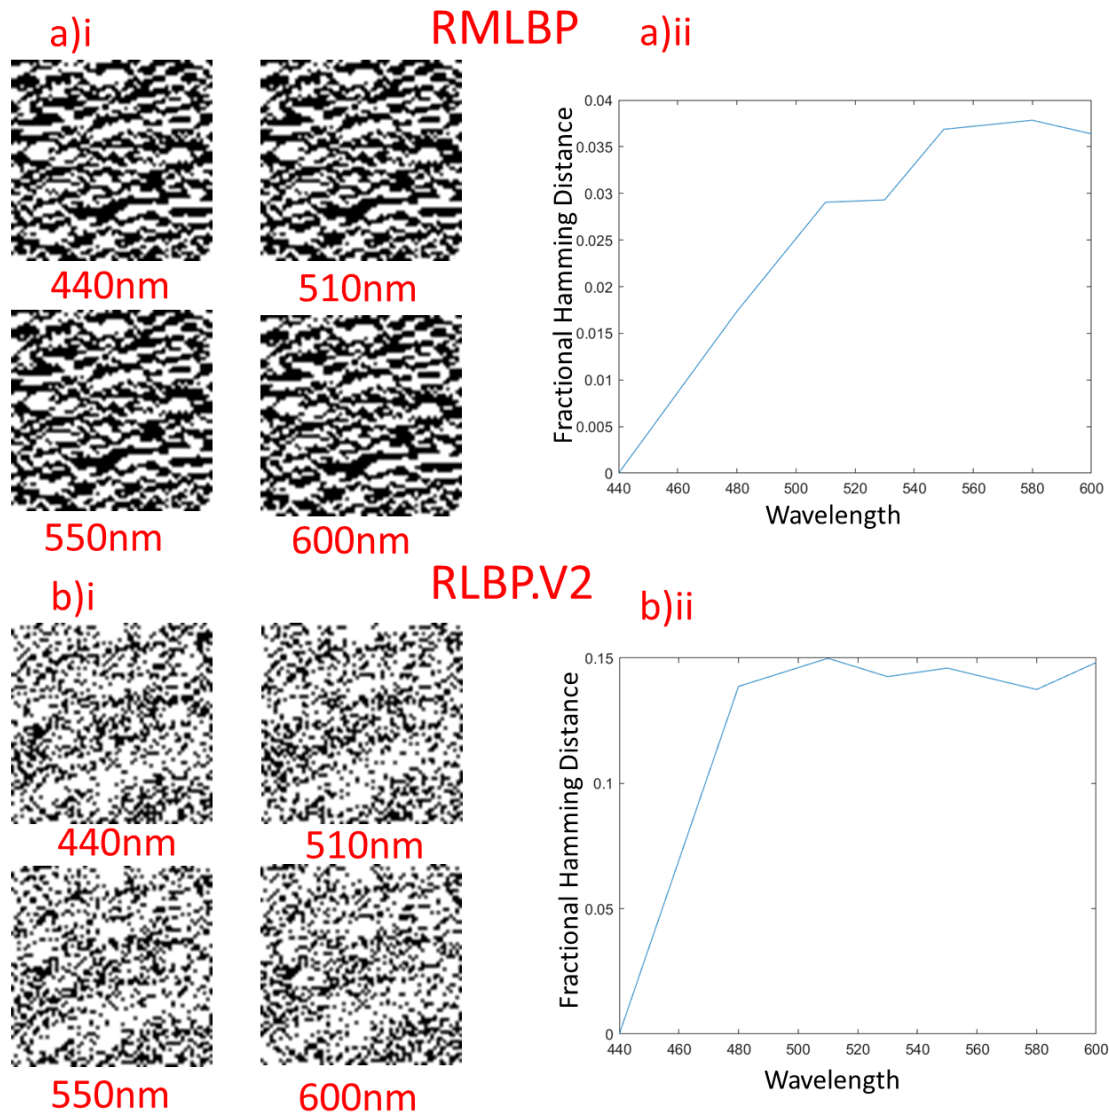 RMLBP
a)i
a)ii
440nm
510nm
550nm
600nm
0.04
0.035
0.03
0.025
0.02
0.015
0.01
0.005
0
Fractional Hamming Distance
440 460 480 500 520 540 560 580 600
Wavelength
RLBP.V2
b)i
b)ii
440nm
510nm
550nm
600nm
0.15
0.1
0.05
0
Fractional Hamming Distance
440 460 480 500 520 540 560 580 600
Wavelength